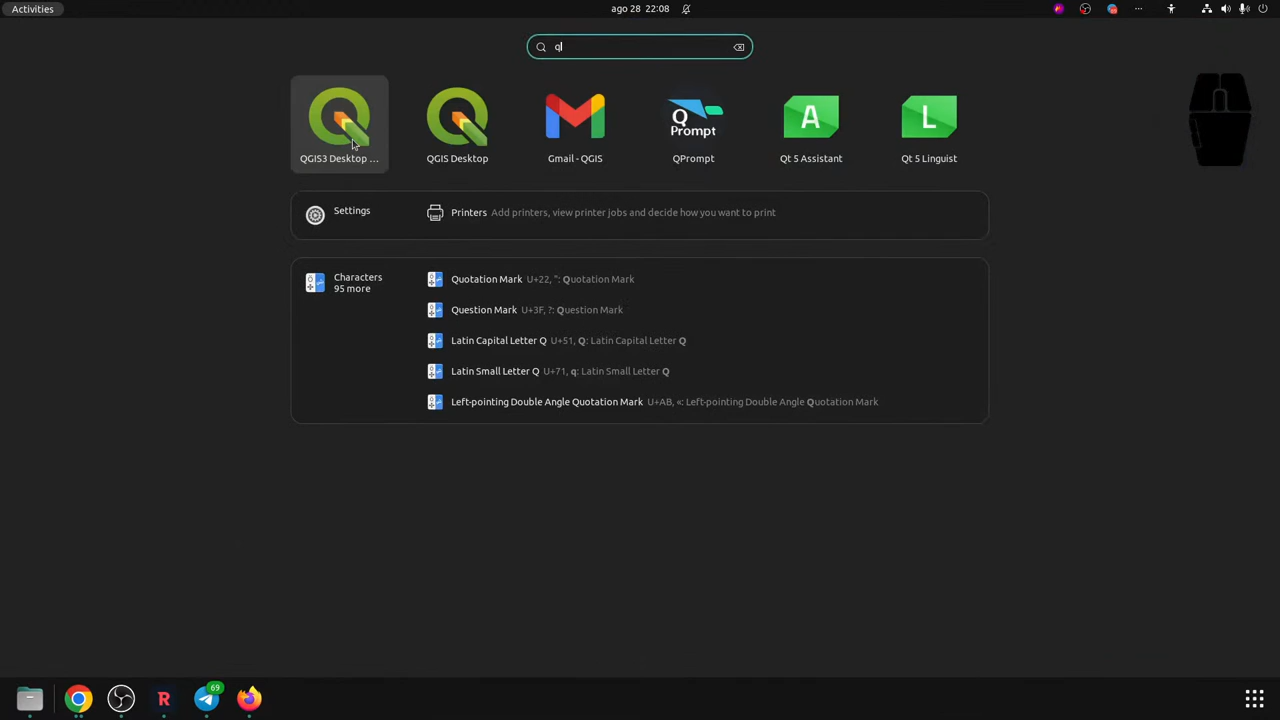 Activities
ago 28 22:08
q
QGIS3 Desktop ...
QGIS Desktop
Gmail - QGIS
Q Prompt
QPrompt
A
Qt 5 Assistant
L
Qt 5 Linguist
Settings
Printers Add printers, view printer jobs and decide how you want to print
Characters
95 more
Quotation Mark U+22, ": Quotation Mark
Question Mark U+3F, ?: Question Mark
Latin Capital Letter Q U+51, Q: Latin Capital Letter Q
Latin Small Letter Q U+71, q: Latin Small Letter Q
Left-pointing Double Angle Quotation Mark U+AB, «: Left-pointing Double Angle Quotation Mark
R
69